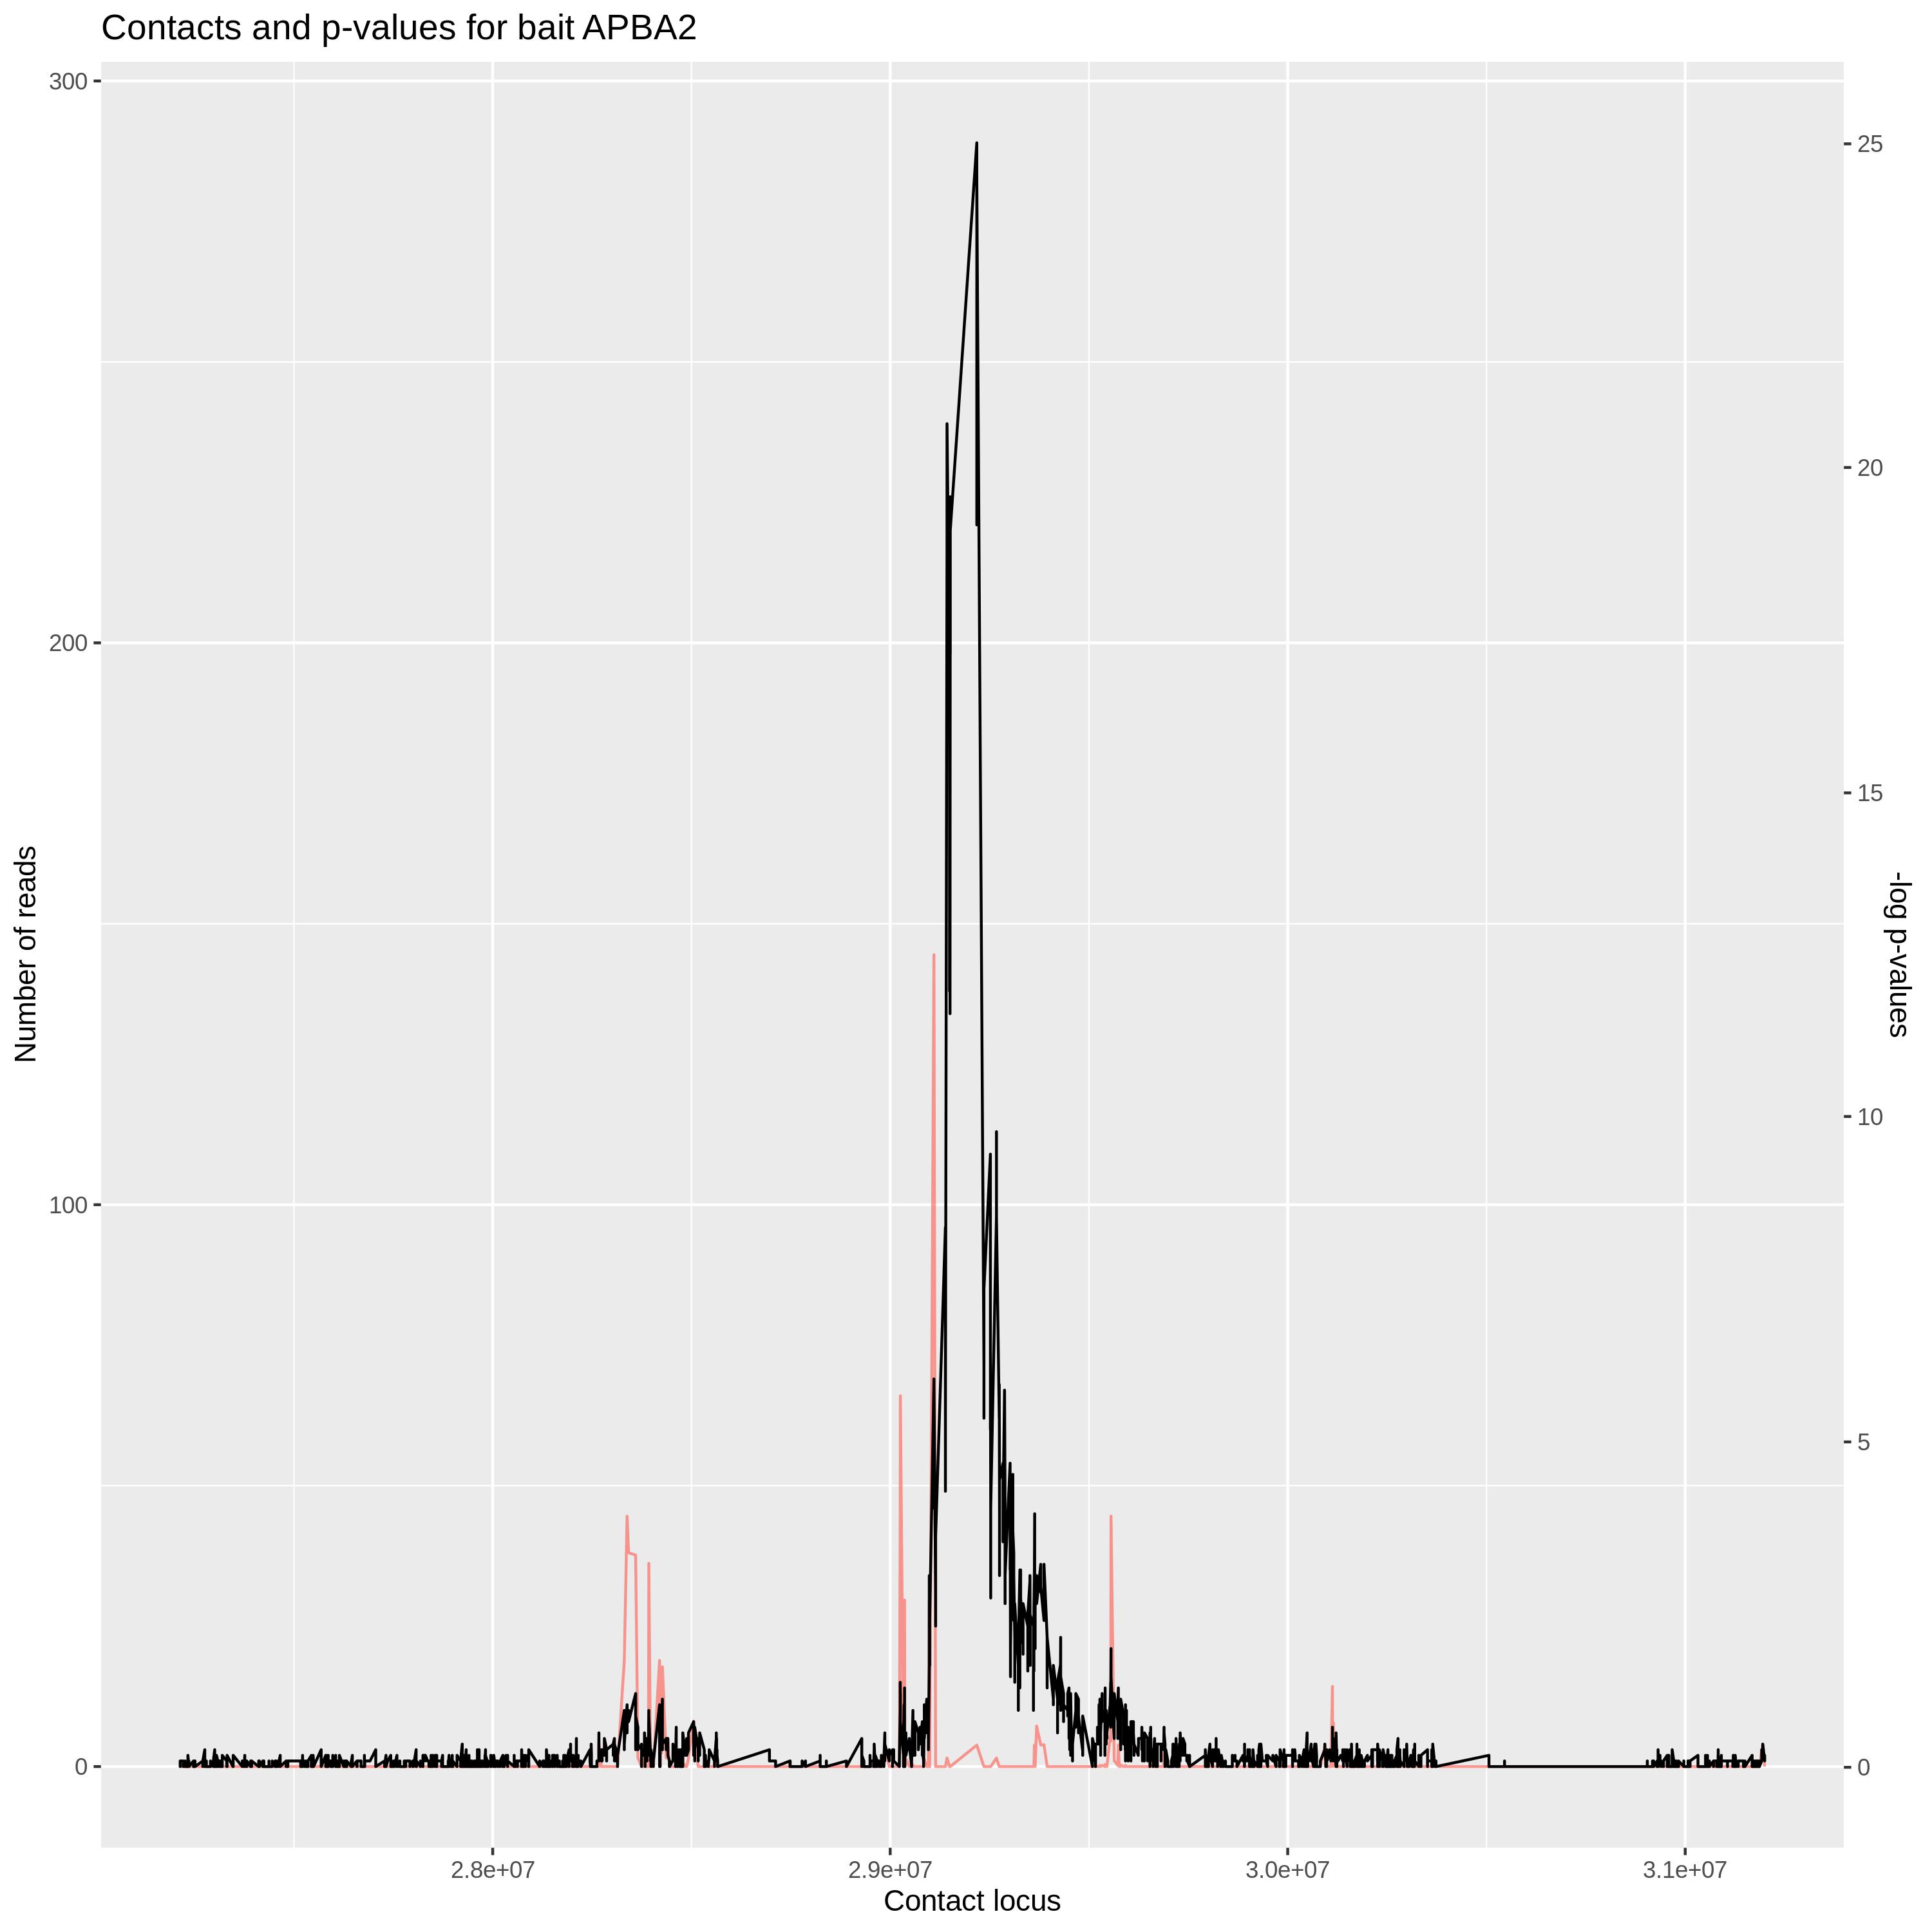 Contacts and p-values for bait APBA2
300
200
100
0
25
20
15
10
5
0
Number of reads
-log p-values
2.8e+07
2.9e+07
3.0e+07
3.1e+07
Contact locus